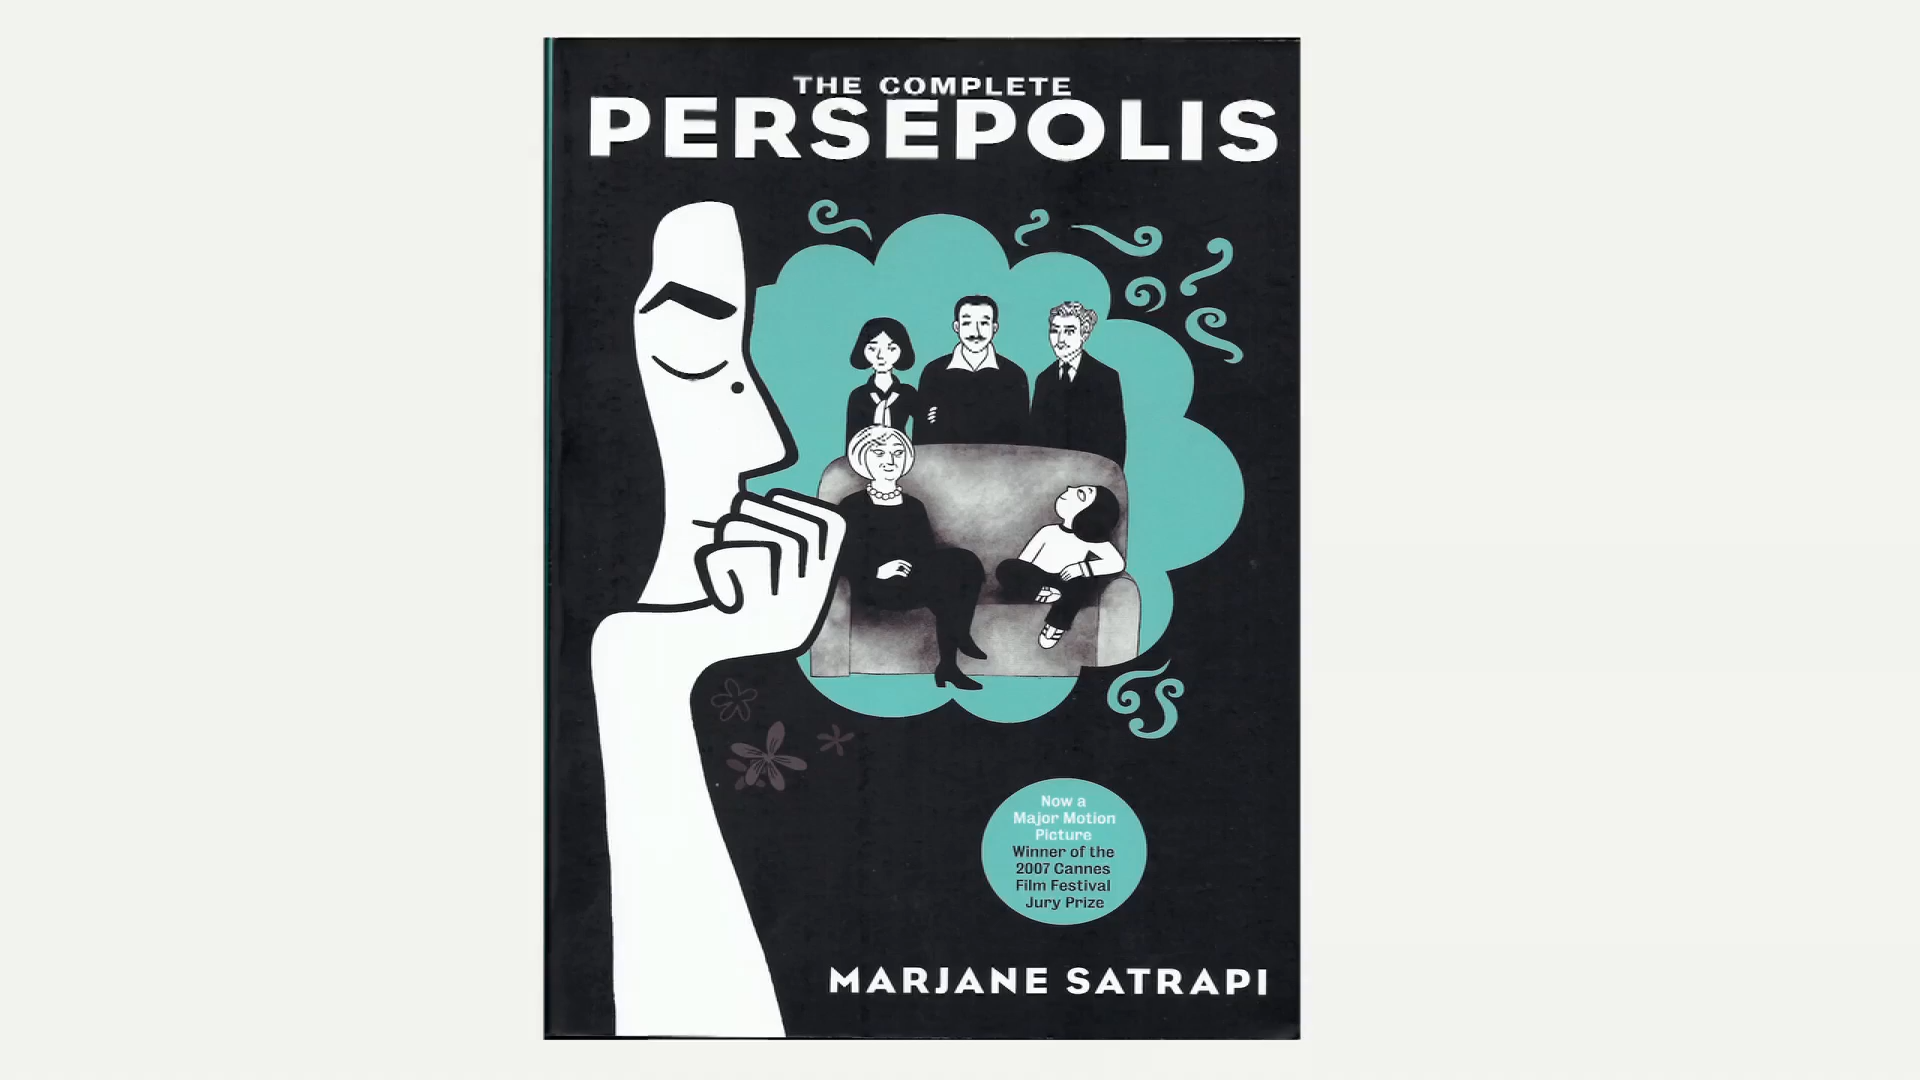 THE COMPLETE
PERSEPOLIS
Now a
Major Motion
Picture
Winner of the
2007 Cannes
Film Festival
Jury Prize
MARJANE SATRAPI